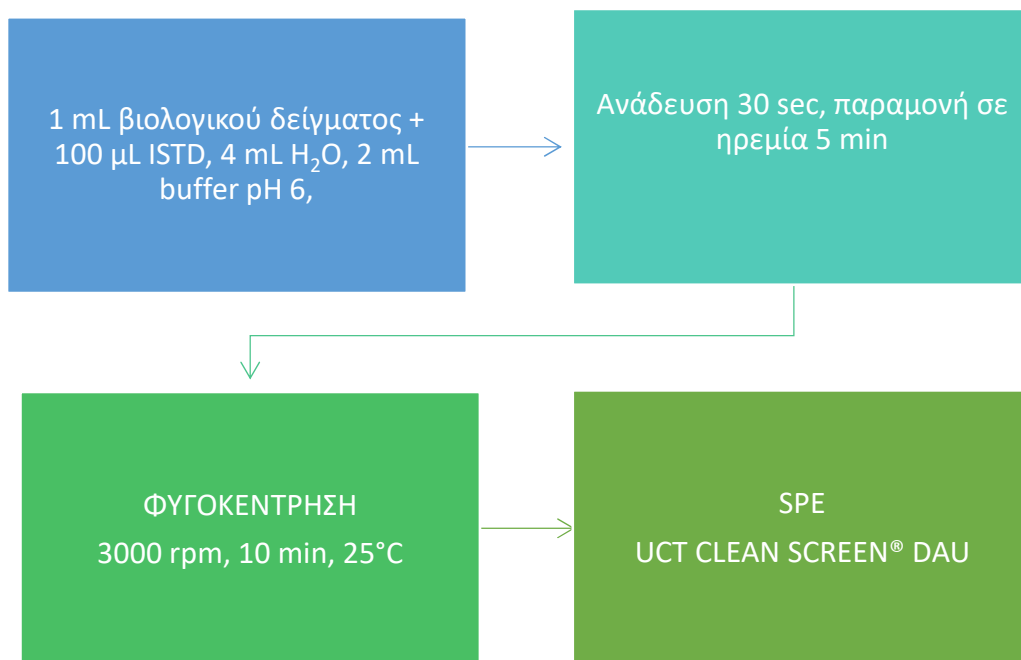 1 mL βιολογικού δείγματος +
100 μL ISTD, 4 mL H₂O, 2 mL
buffer pH 6,
Ανάδευση 30 sec, παραμονή σε
ηρεμία 5 min
ΦΥΓΟΚΕΝΤΡΗΣΗ
3000 rpm, 10 min, 25°C
SPE
UCT CLEAN SCREEN® DAU